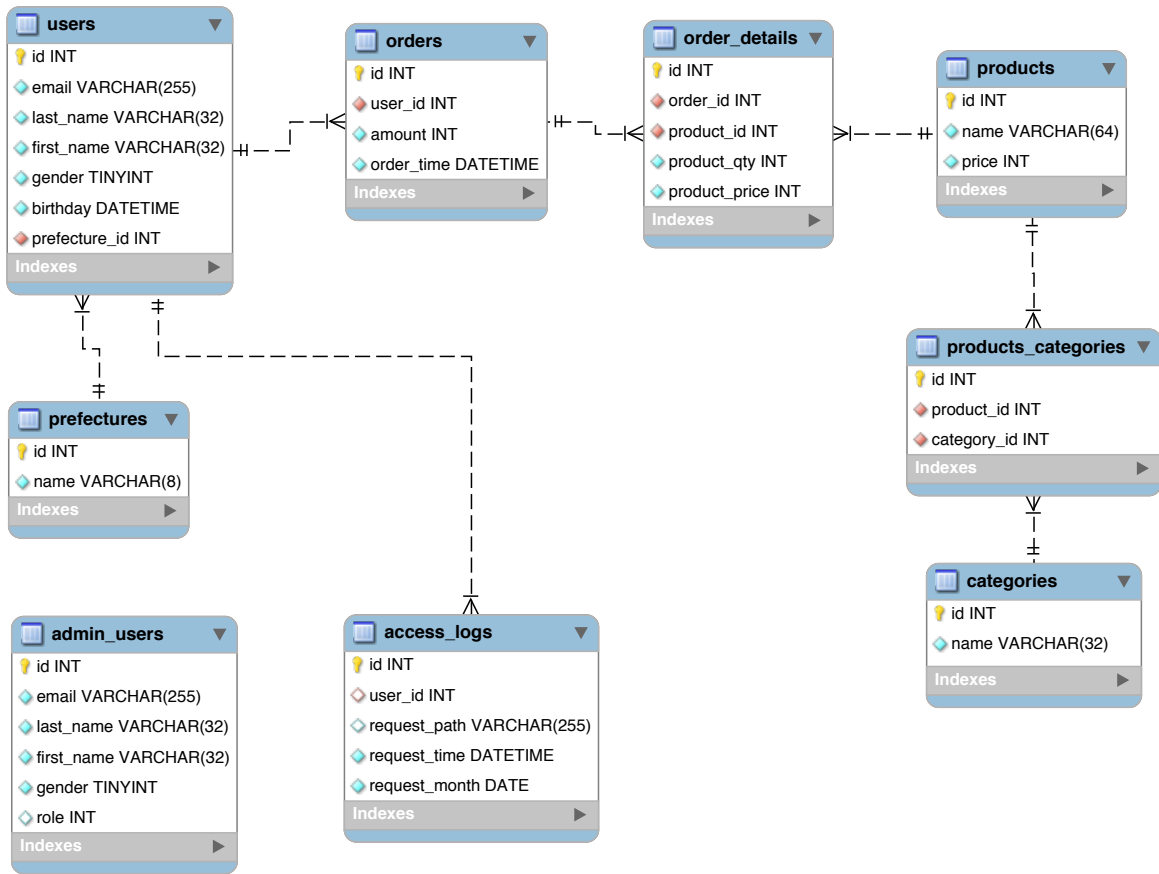 users
id INT
email VARCHAR(255)
last_name VARCHAR(32)
first_name VARCHAR(32)
gender TINYINT
birthday DATETIME
prefecture_id INT
Indexes
orders
id INT
user_id INT
amount INT
order_time DATETIME
Indexes
order_details
id INT
order_id INT
product_id INT
product_qty INT
product_price INT
Indexes
products
id INT
name VARCHAR(64)
price INT
Indexes
products_categories
id INT
product_id INT
category_id INT
Indexes
prefectures
id INT
name VARCHAR(8)
Indexes
categories
id INT
name VARCHAR(32)
Indexes
admin_users
id INT
email VARCHAR(255)
last_name VARCHAR(32)
first_name VARCHAR(32)
gender TINYINT
role INT
Indexes
access_logs
id INT
user_id INT
request_path VARCHAR(255)
request_time DATETIME
request_month DATE
Indexes